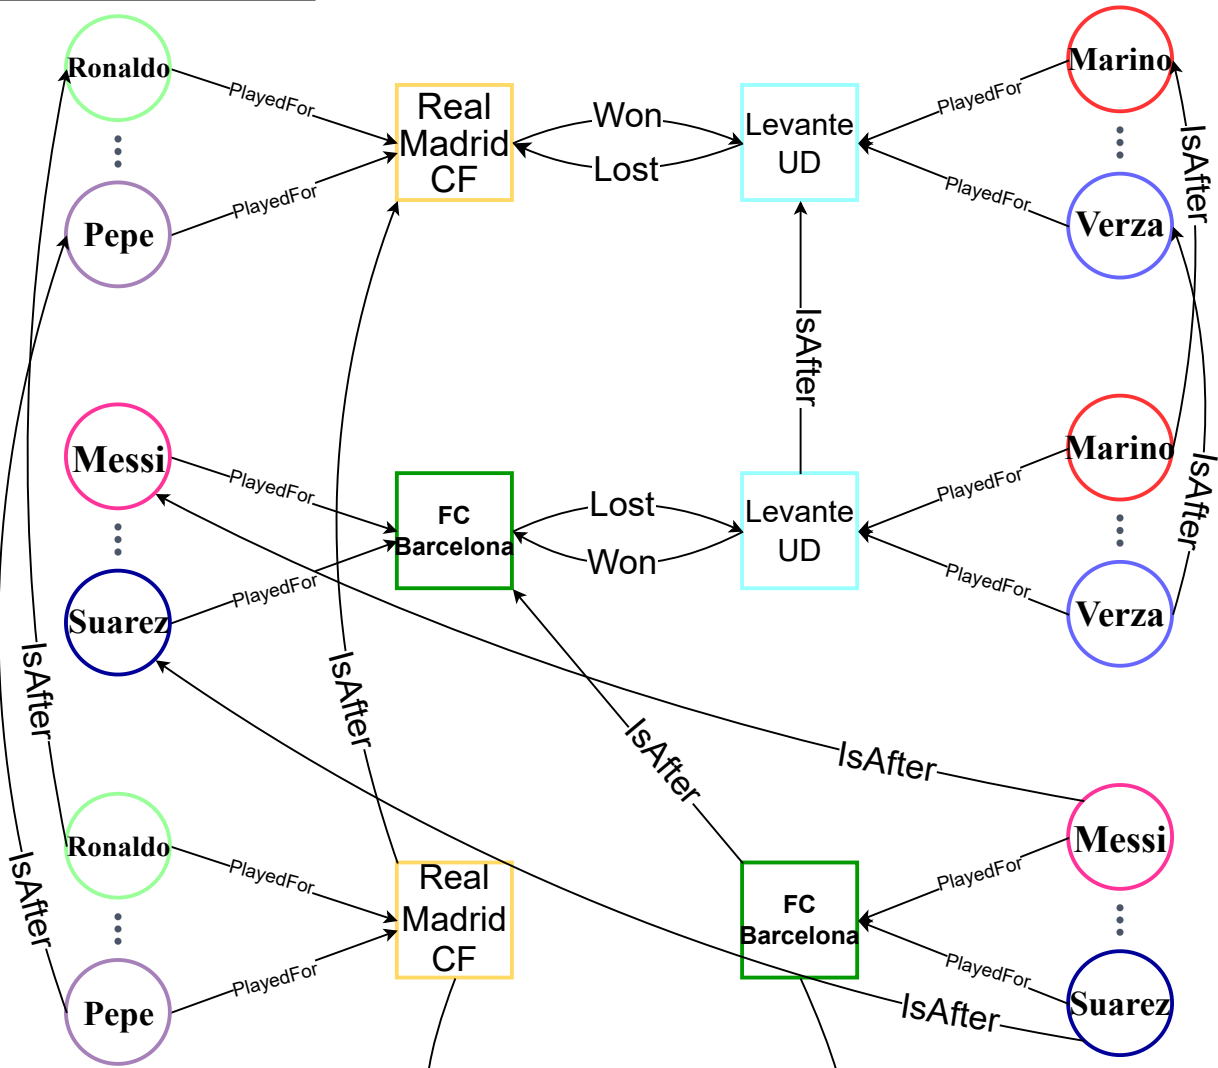 Ronaldo
PlayedFor
Real
Madrid
CF
Won
Lost
Levante
UD
PlayedFor
Marino
Pepe
PlayedFor
PlayedFor
Verza
IsAfter
IsAfter
Messi
PlayedFor
FC
Barcelona
Lost
Won
Levante
UD
PlayedFor
Marino
IsAfter
Suarez
PlayedFor
PlayedFor
Verza
IsAfter
IsAfter
IsAfter
IsAfter
Ronaldo
PlayedFor
Real
Madrid
CF
FC
Barcelona
PlayedFor
Messi
IsAfter
Pepe
PlayedFor
PlayedFor
Suarez
IsAfter